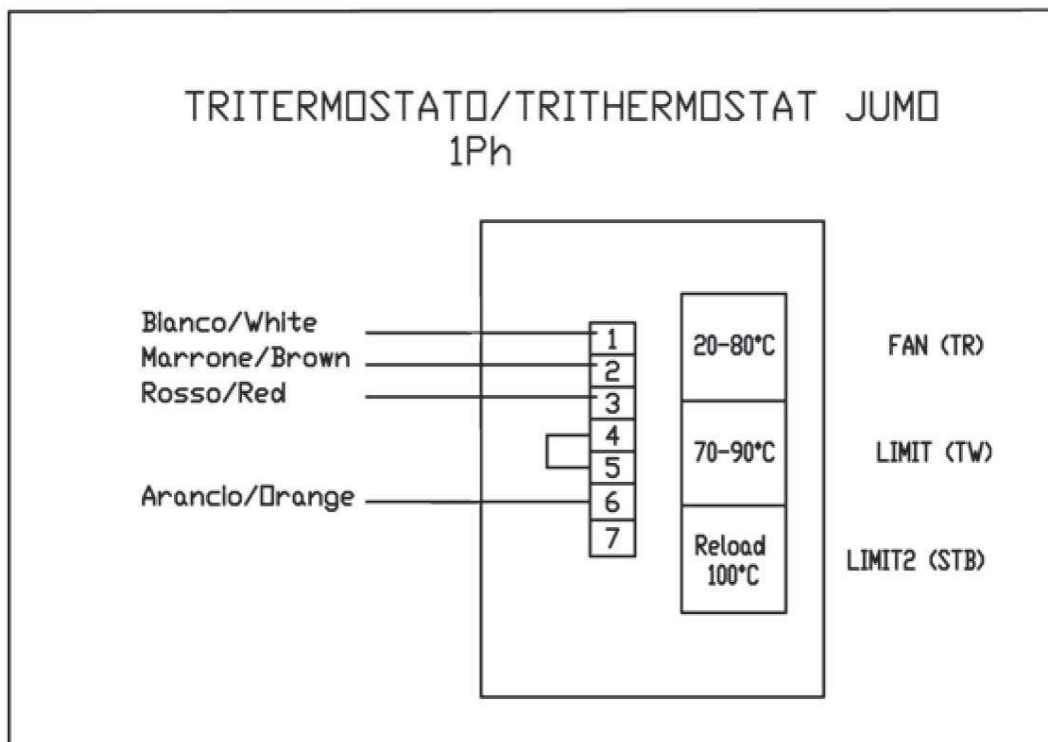 TRITERMOSTATO/TRITHERMOSTAT JUMO
1Ph
Bianco/White
Marrone/Brown
Rosso/Red
Arancio/Orange
1
2
3
4
5
6
7
20-80°C
70-90°C
Reload
100°C
FAN (TR)
LIMIT (TW)
LIMIT2 (STB)